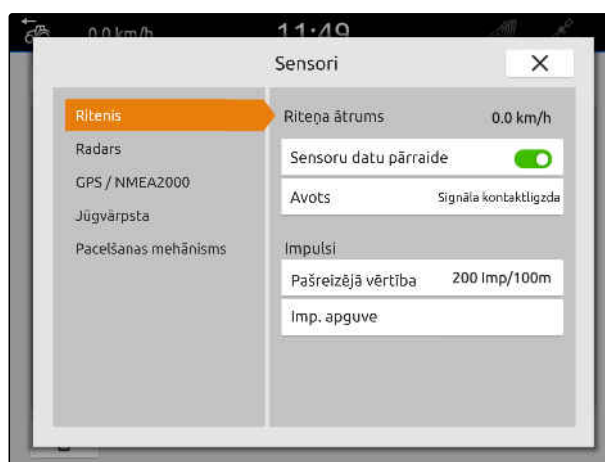 0.0 km/h 11:49
Sensori
Ritenis
Radars
GPS / NMEA2000
Jūgvārpsta
Pacelšanas mehānisms
Riteņa ātrums 0.0 km/h
Sensoru datu pārraide
Avots Signāla kontaktligzda
Impulsi
Pašreizējā vērtība 200 Imp/100m
Imp. apguve